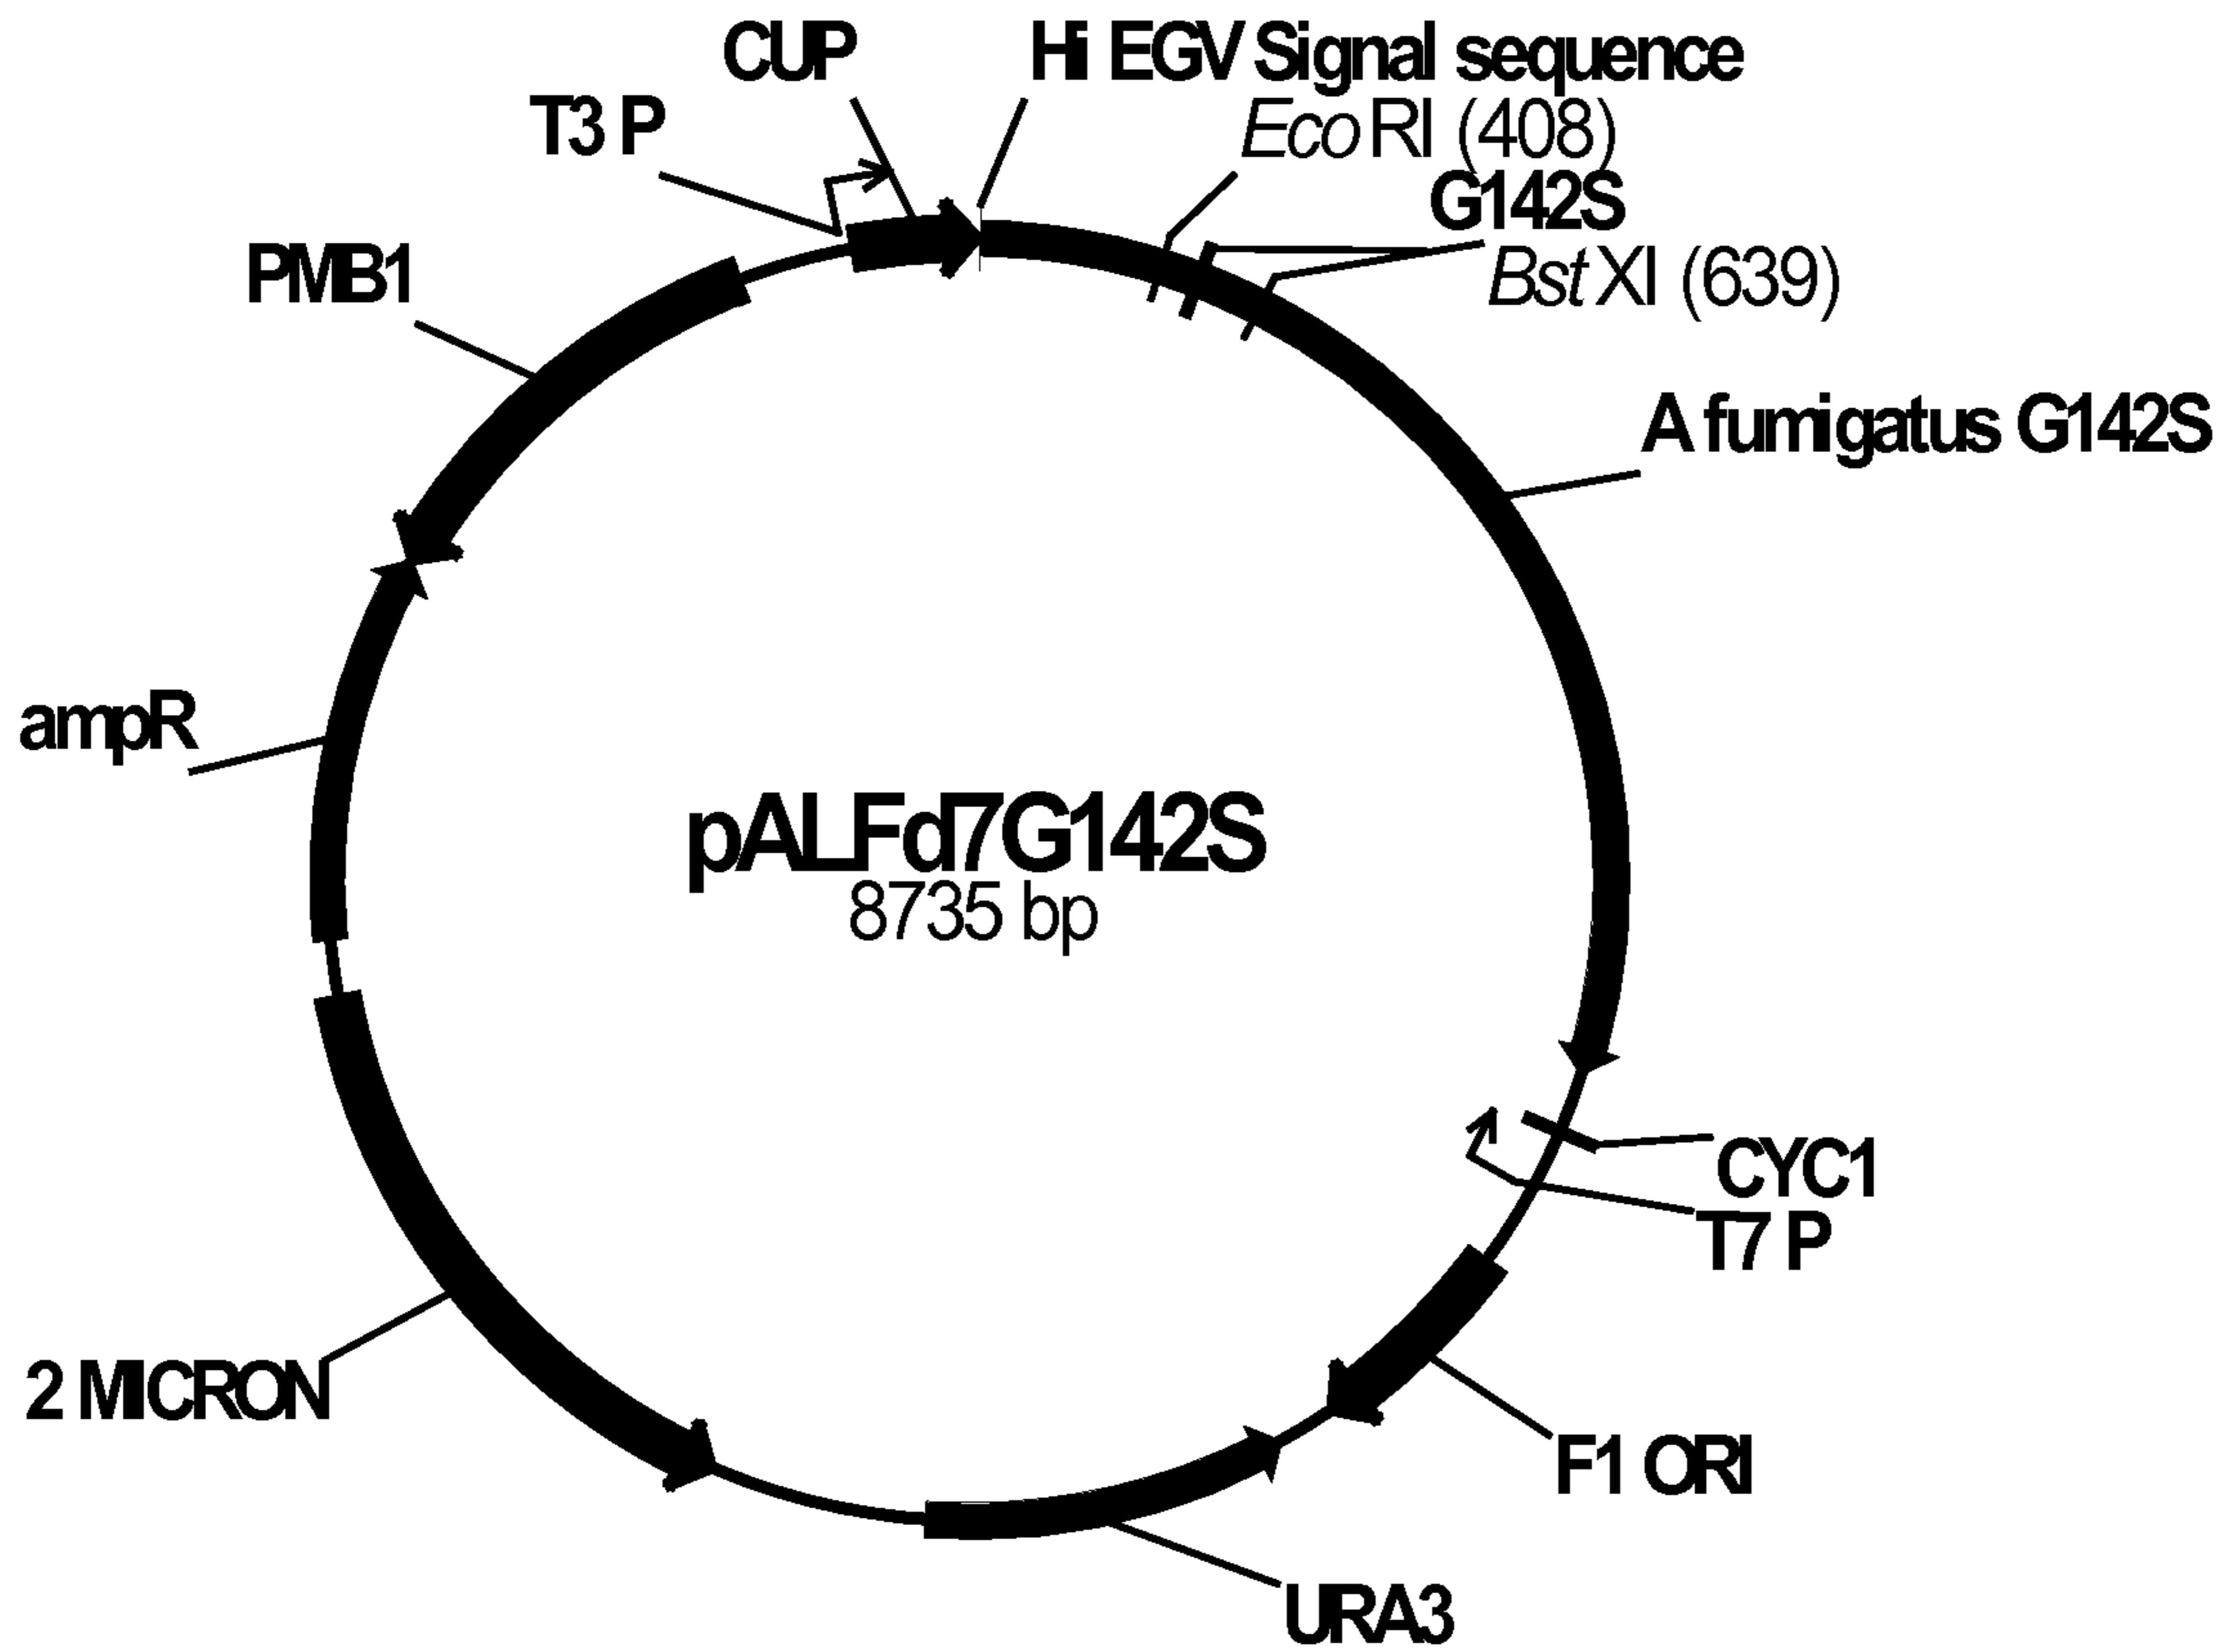 CUP
Hi EGV Signal sequence
T3 P
EcoRI (408)
G142S
PMB1
BstXI (639)
A fumigatus G142S
ampR
pALFd7G142S
8735 bp
CYC1
T7 P
2 MICRON
F1 ORI
URA3